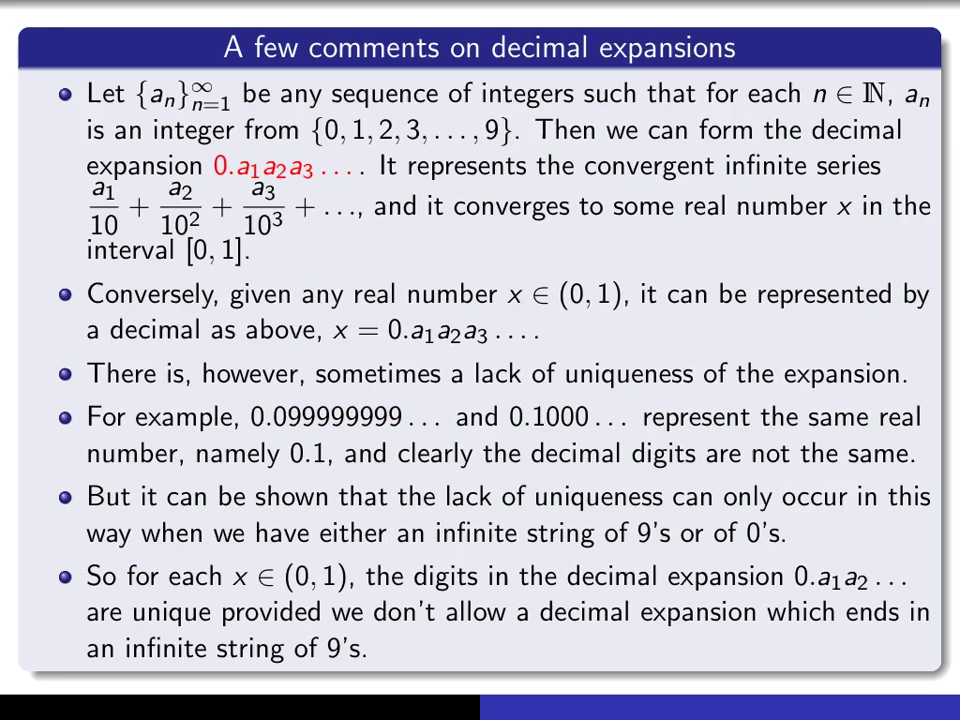 A few comments on decimal expansions
Let {aₙ}∞ₙ₌₁ be any sequence of integers such that for each n ∈ ℕ, aₙ
is an integer from {0, 1, 2, 3, . . . , 9}. Then we can form the decimal
expansion 0.a₁a₂a₃ . . . . It represents the convergent infinite series
a₁/10 + a₂/10² + a₃/10³ + . . ., and it converges to some real number x in the
interval [0, 1].
Conversely, given any real number x ∈ (0, 1), it can be represented by
a decimal as above, x = 0.a₁a₂a₃ . . . .
There is, however, sometimes a lack of uniqueness of the expansion.
For example, 0.099999999 . . . and 0.1000 . . . represent the same real
number, namely 0.1, and clearly the decimal digits are not the same.
But it can be shown that the lack of uniqueness can only occur in this
way when we have either an infinite string of 9's or of 0's.
So for each x ∈ (0, 1), the digits in the decimal expansion 0.a₁a₂ . . .
are unique provided we don't allow a decimal expansion which ends in
an infinite string of 9's.